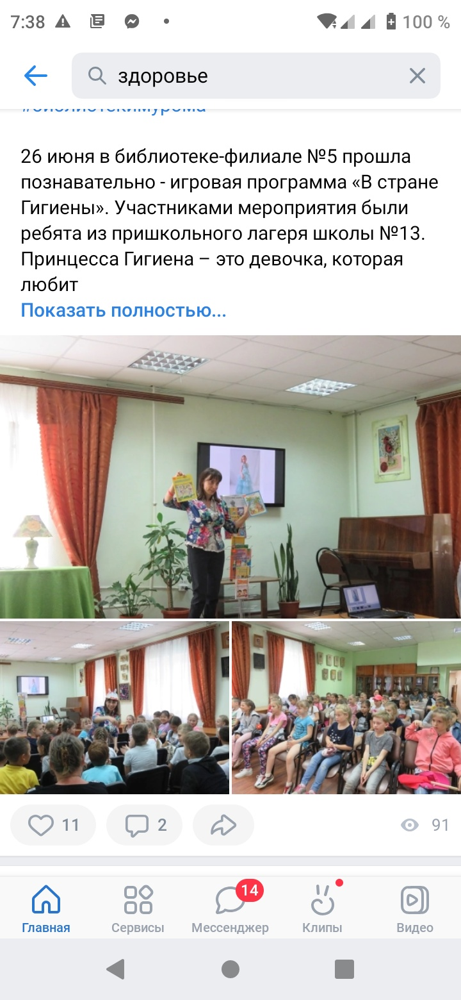 7:38
100 %
здоровье
#библиотекимурома
26 июня в библиотеке-филиале №5 прошла
познавательно - игровая программа «В стране
Гигиены». Участниками мероприятия были
ребята из пришкольного лагеря школы №13.
Принцесса Гигиена – это девочка, которая
любит
Показать полностью...
11
2
91
14
Главная
Сервисы
Мессенджер
Клипы
Видео